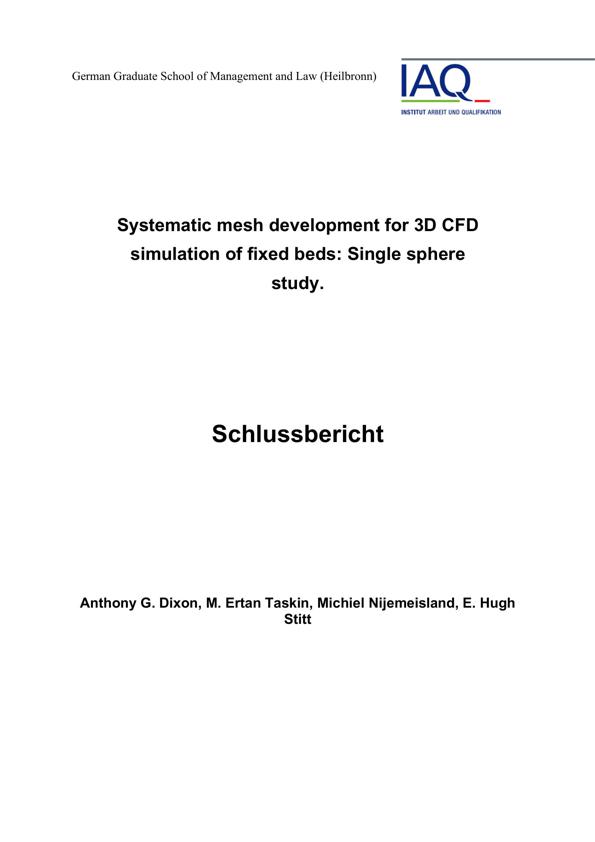 German Graduate School of Management and Law (Heilbronn)
IAQ
INSTITUT ARBEIT UND QUALIFIKATION
Systematic mesh development for 3D CFD
simulation of fixed beds: Single sphere
study.
Schlussbericht
Anthony G. Dixon, M. Ertan Taskin, Michiel Nijemeisland, E. Hugh
Stitt